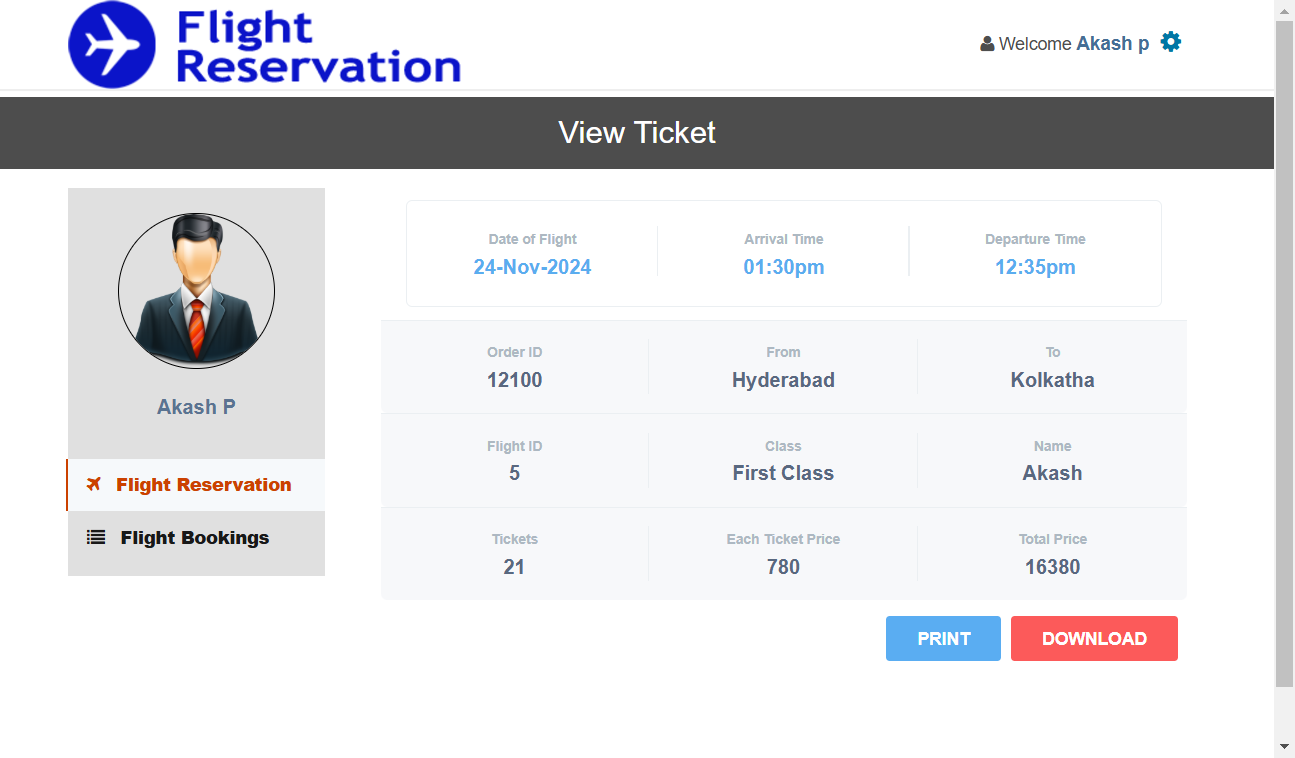 Flight
Reservation
Welcome Akash p
View Ticket
Akash P
Flight Reservation
Flight Bookings
Date of Flight Arrival Time Departure Time
24-Nov-2024 01:30pm 12:35pm
Order ID From To
12100 Hyderabad Kolkatha
Flight ID Class Name
5 First Class Akash
Tickets Each Ticket Price Total Price
21 780 16380
PRINT DOWNLOAD